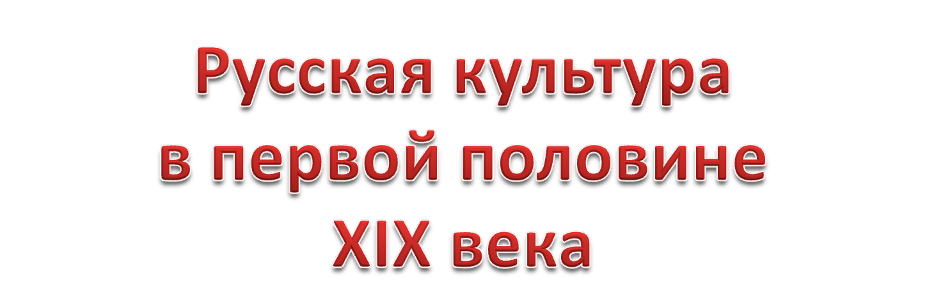 Русская культура
в первой половине
XIX века